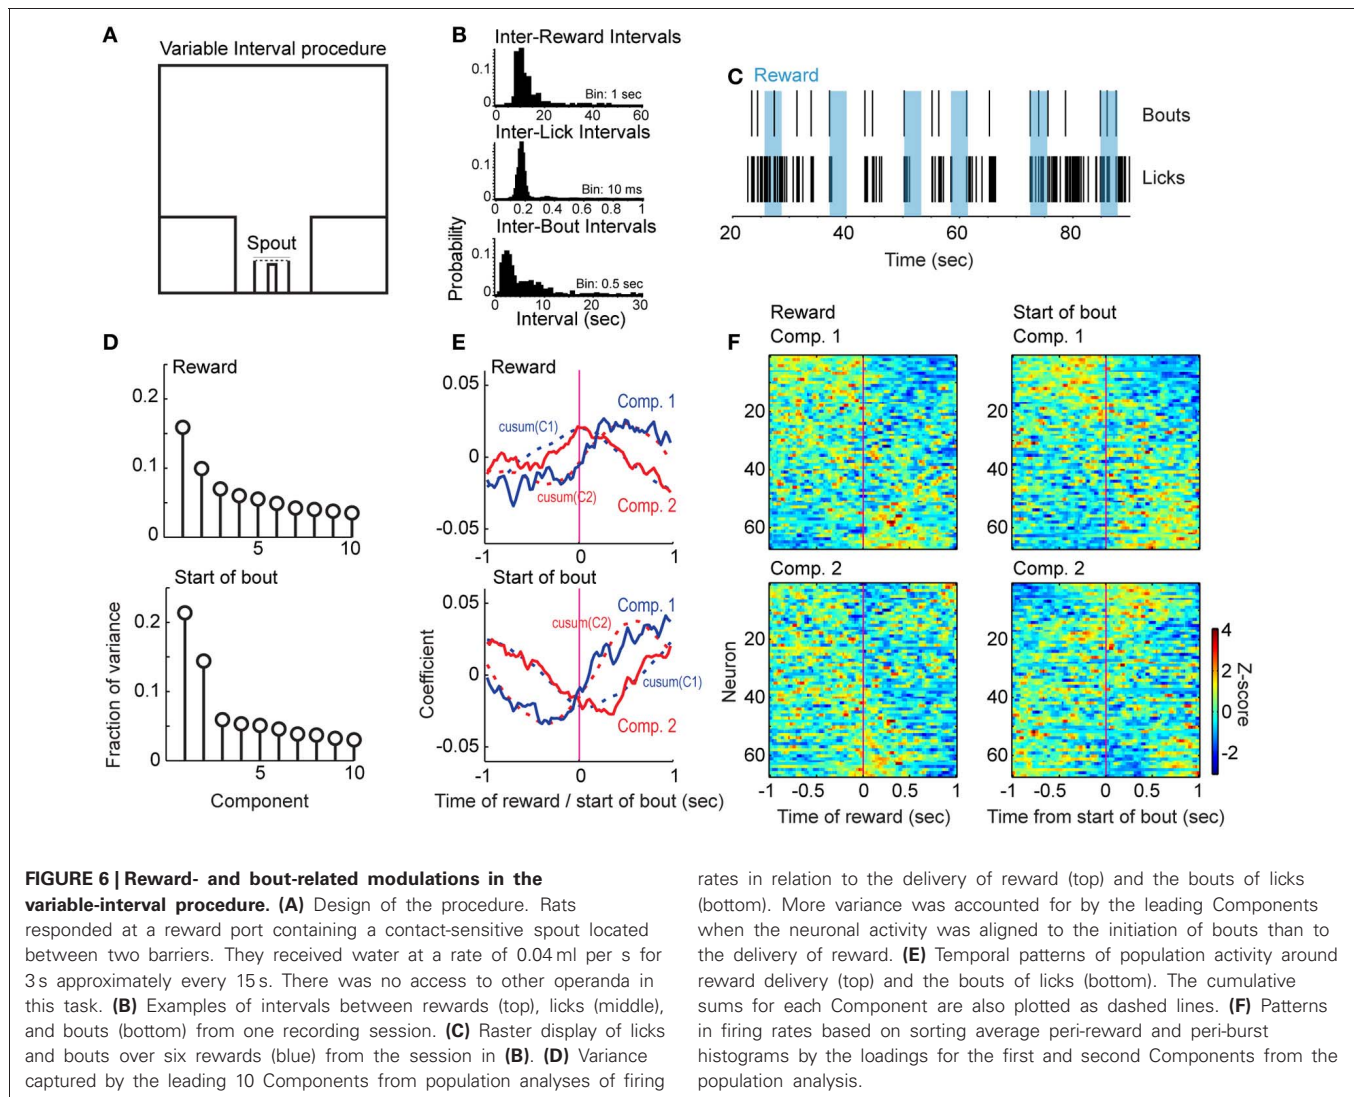 A
Variable Interval procedure
Spout
B
Inter-Reward Intervals
0.1
Bin: 1 sec
0
0 20 40 60
Inter-Lick Intervals
0.1
Bin: 10 ms
0
0 0.2 0.4 0.6 0.8 1
Inter-Bout Intervals
0.1
Bin: 0.5 sec
0
0 10 20 30
Interval (sec)
Probability
C
Reward
Bouts
Licks
20 40 60 80
Time (sec)
D
Reward
0.2
0.1
0
5 10
Start of bout
0.2
0.1
0
5 10
Component
Fraction of variance
E
Reward
0.05
Comp. 1
cusum(C1)
0
cusum(C2)
Comp. 2
-0.05
-1 0 1
Start of bout
0.05
Comp. 1
cusum(C2)
0
cusum(C1)
Comp. 2
-0.05
-1 0 1
Time of reward / start of bout (sec)
Coefficient
F
Reward
Comp. 1
Start of bout
Comp. 1
20
40
60
Comp. 2
Comp. 2
20
40
60
Neuron
-1 -0.5 0 0.5 1
Time of reward (sec)
-1 -0.5 0 0.5 1
Time from start of bout (sec)
4
2
0
-2
Z-score
FIGURE 6 | Reward- and bout-related modulations in the
variable-interval procedure. (A) Design of the procedure. Rats
responded at a reward port containing a contact-sensitive spout located
between two barriers. They received water at a rate of 0.04 ml per s for
3 s approximately every 15 s. There was no access to other operanda in
this task. (B) Examples of intervals between rewards (top), licks (middle),
and bouts (bottom) from one recording session. (C) Raster display of licks
and bouts over six rewards (blue) from the session in (B). (D) Variance
captured by the leading 10 Components from population analyses of firing
rates in relation to the delivery of reward (top) and the bouts of licks
(bottom). More variance was accounted for by the leading Components
when the neuronal activity was aligned to the initiation of bouts than to
the delivery of reward. (E) Temporal patterns of population activity around
reward delivery (top) and the bouts of licks (bottom). The cumulative
sums for each Component are also plotted as dashed lines. (F) Patterns
in firing rates based on sorting average peri-reward and peri-burst
histograms by the loadings for the first and second Components from the
population analysis.